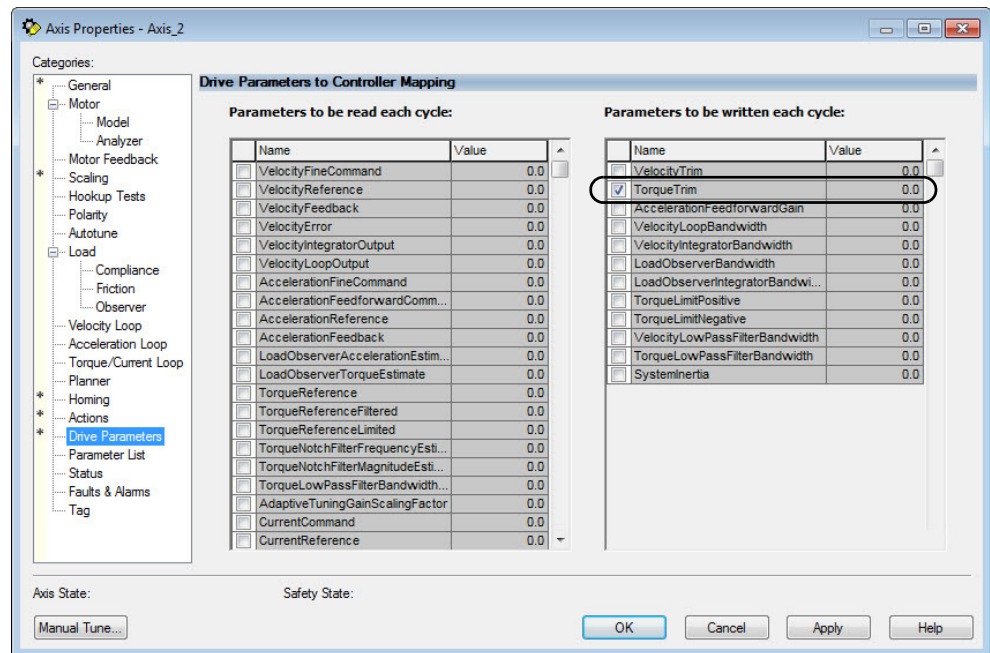 Axis Properties - Axis_2
Categories:
* General
Motor
Model
Analyzer
Motor Feedback
* Scaling
Hookup Tests
Polarity
Autotune
Load
Compliance
Friction
Observer
Velocity Loop
Acceleration Loop
Torque/Current Loop
Planner
* Homing
* Actions
* Drive Parameters
Parameter List
Status
Faults & Alarms
Tag
Drive Parameters to Controller Mapping
Parameters to be read each cycle:
Name Value
VelocityFineCommand 0.0
VelocityReference 0.0
VelocityFeedback 0.0
VelocityError 0.0
VelocityIntegratorOutput 0.0
VelocityLoopOutput 0.0
AccelerationFineCommand 0.0
AccelerationFeedforwardComm... 0.0
AccelerationReference 0.0
AccelerationFeedback 0.0
LoadObserverAccelerationEstim... 0.0
LoadObserverTorqueEstimate 0.0
TorqueReference 0.0
TorqueReferenceFiltered 0.0
TorqueReferenceLimited 0.0
TorqueNotchFilterFrequencyEsti... 0.0
TorqueNotchFilterMagnitudeEsti... 0.0
TorqueLowPassFilterBandwidth... 0.0
AdaptiveTuningGainScalingFactor 0.0
CurrentCommand 0.0
CurrentReference 0.0
Parameters to be written each cycle:
Name Value
VelocityTrim 0.0
TorqueTrim 0.0
AccelerationFeedforwardGain 0.0
VelocityLoopBandwidth 0.0
VelocityIntegratorBandwidth 0.0
LoadObserverBandwidth 0.0
LoadObserverIntegratorBandwi... 0.0
TorqueLimitPositive 0.0
TorqueLimitNegative 0.0
VelocityLowPassFilterBandwidth 0.0
TorqueLowPassFilterBandwidth 0.0
SystemInertia 0.0
Axis State: Safety State:
Manual Tune... OK Cancel Apply Help